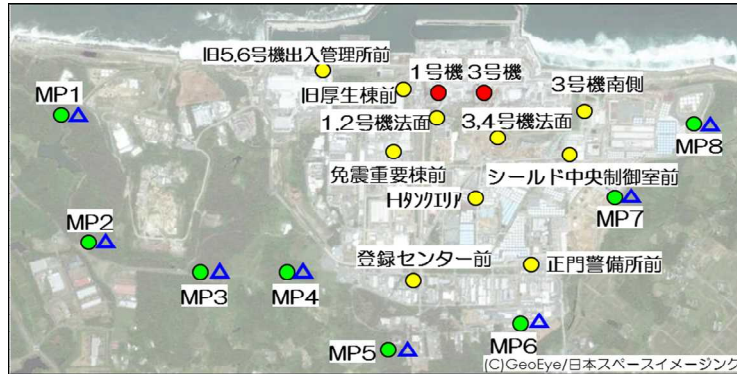 旧5.6号機出入管理所前
1号機
3号機
MP1
旧厚生棟前
3号機南側
1.2号機法面
3.4号機法面
MP8
免震重要棟前
シールド中央制御室前
Hﾀﾝｸｴﾘｱ
MP7
MP2
登録センター前
正門警備所前
MP3
MP4
MP5
MP6
(C)GeoEye/日本スペースイメージング